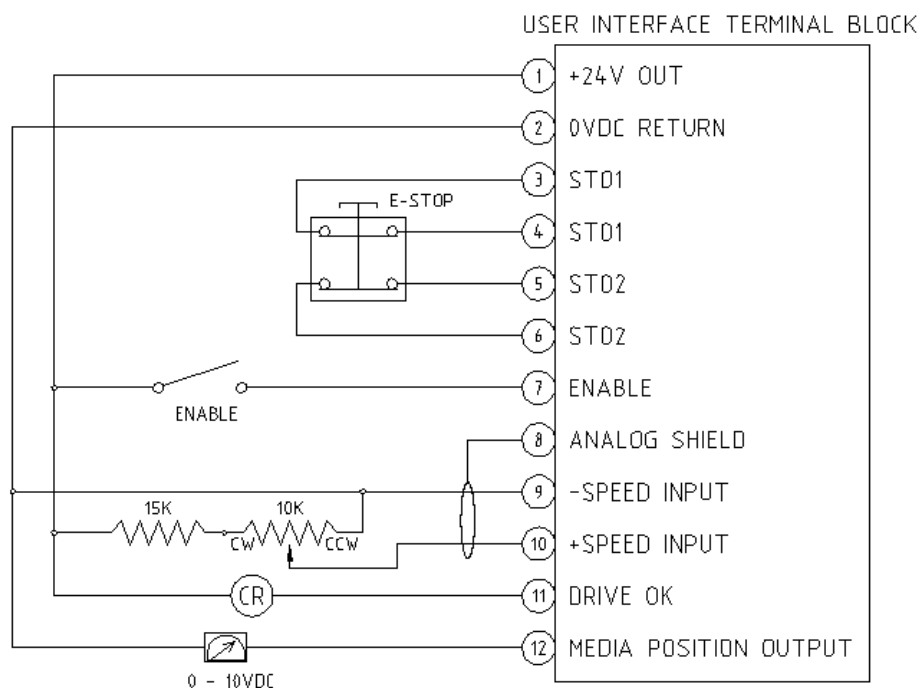 USER INTERFACE TERMINAL BLOCK
1 +24V OUT
2 0VDC RETURN
3 STO1
E-STOP
4 STO1
5 STO2
6 STO2
7 ENABLE
ENABLE
8 ANALOG SHIELD
9 -SPEED INPUT
15K 10K
CW CCW
10 +SPEED INPUT
CR
11 DRIVE OK
12 MEDIA POSITION OUTPUT
0 - 10VDC